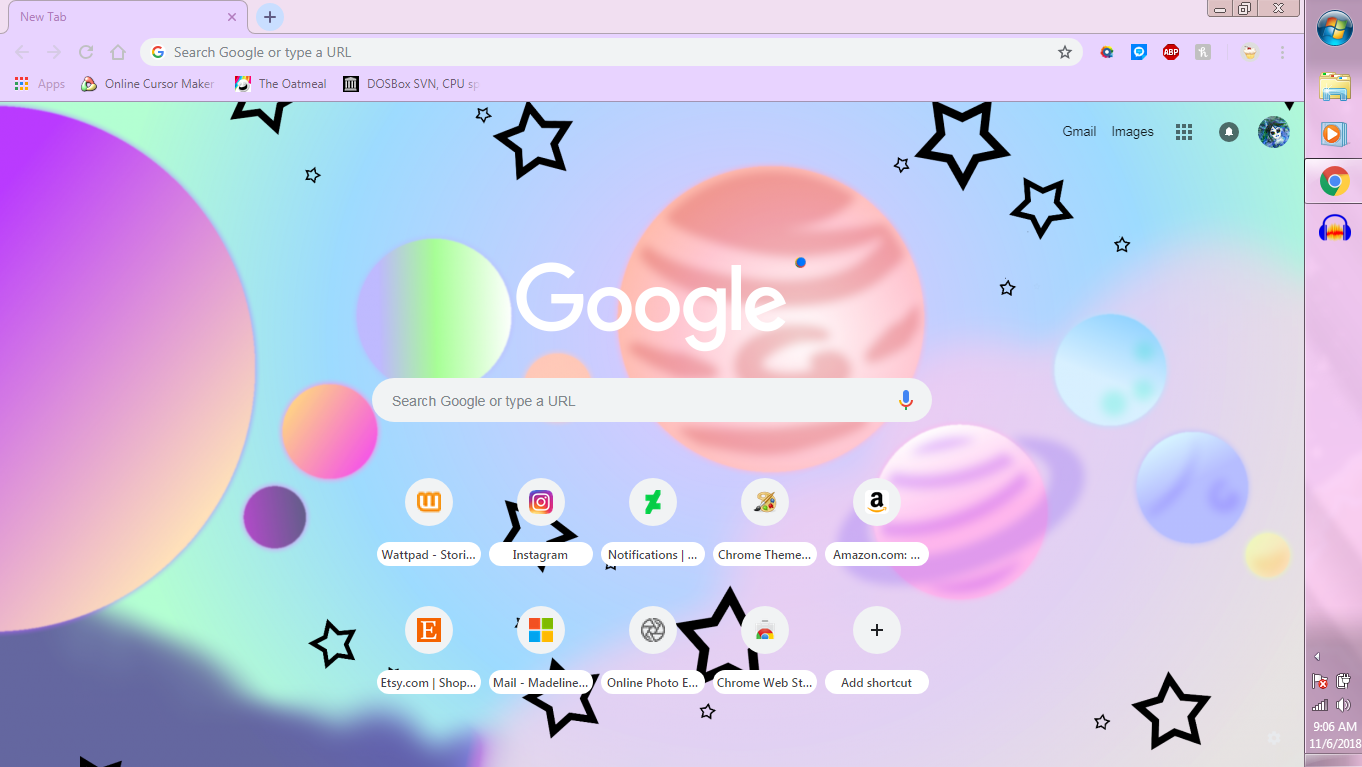 New Tab
Search Google or type a URL
Apps Online Cursor Maker The Oatmeal DOSBox SVN, CPU sp
ABP
Gmail Images
Google
Search Google or type a URL
Wattpad - Stori... Instagram Notifications | ... Chrome Theme... Amazon.com: ...
Etsy.com | Shop... Mail - Madeline... Online Photo E... Chrome Web St... Add shortcut
9:06 AM
11/6/2018